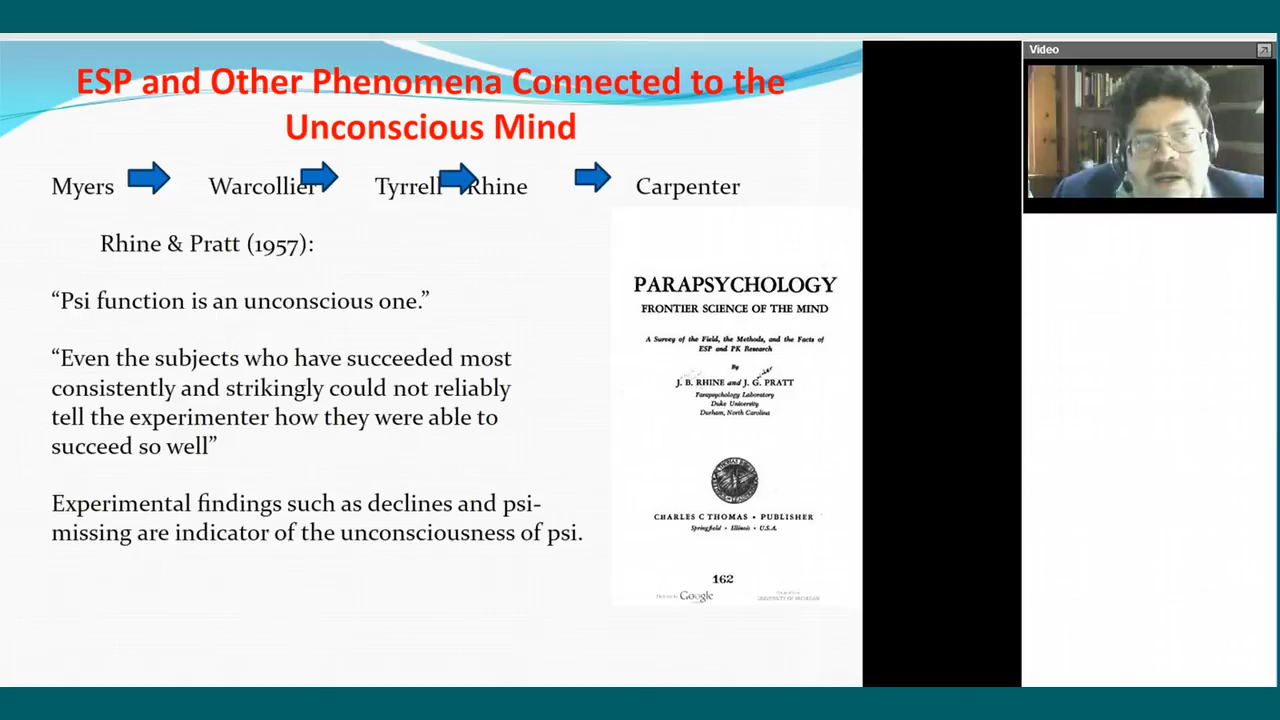 Video
ESP and Other Phenomena Connected to the
Unconscious Mind
Myers Warcollier Tyrrell Rhine Carpenter
Rhine & Pratt (1957):
“Psi function is an unconscious one.”
“Even the subjects who have succeeded most
consistently and strikingly could not reliably
tell the experimenter how they were able to
succeed so well”
Experimental findings such as declines and psi-
missing are indicator of the unconsciousness of psi.
PARAPSYCHOLOGY
FRONTIER SCIENCE OF THE MIND
A Survey of the Field, the Methods, and the Facts of
ESP and PK Research
By
J. B. RHINE and J. G. PRATT
Parapsychology Laboratory
Duke University
Durham, North Carolina
CHARLES C THOMAS • PUBLISHER
Springfield • Illinois • U.S.A.
162
Google
UNIVERSITY OF MICHIGAN